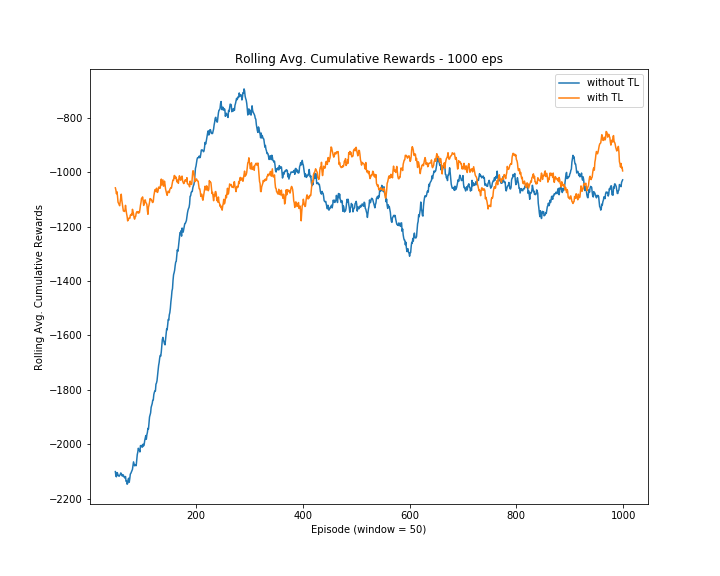 Rolling Avg. Cumulative Rewards - 1000 eps
without TL
with TL
−800
−1000
−1200
−1400
−1600
−1800
−2000
−2200
Rolling Avg. Cumulative Rewards
200
400
600
800
1000
Episode (window = 50)